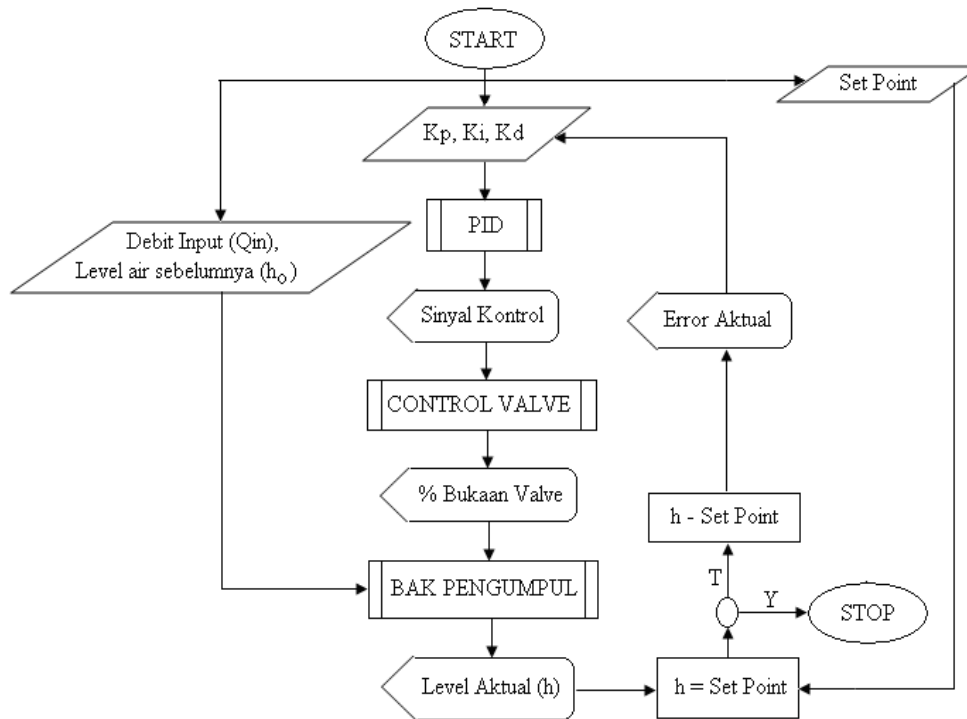 START
Set Point
Kp, Ki, Kd
PID
Debit Input (Qin),
Level air sebelumnya (h₀)
Sinyal Kontrol
Error Aktual
CONTROL VALVE
% Bukaan Valve
h - Set Point
BAK PENGUMPUL
T
Y
STOP
Level Aktual (h)
h = Set Point